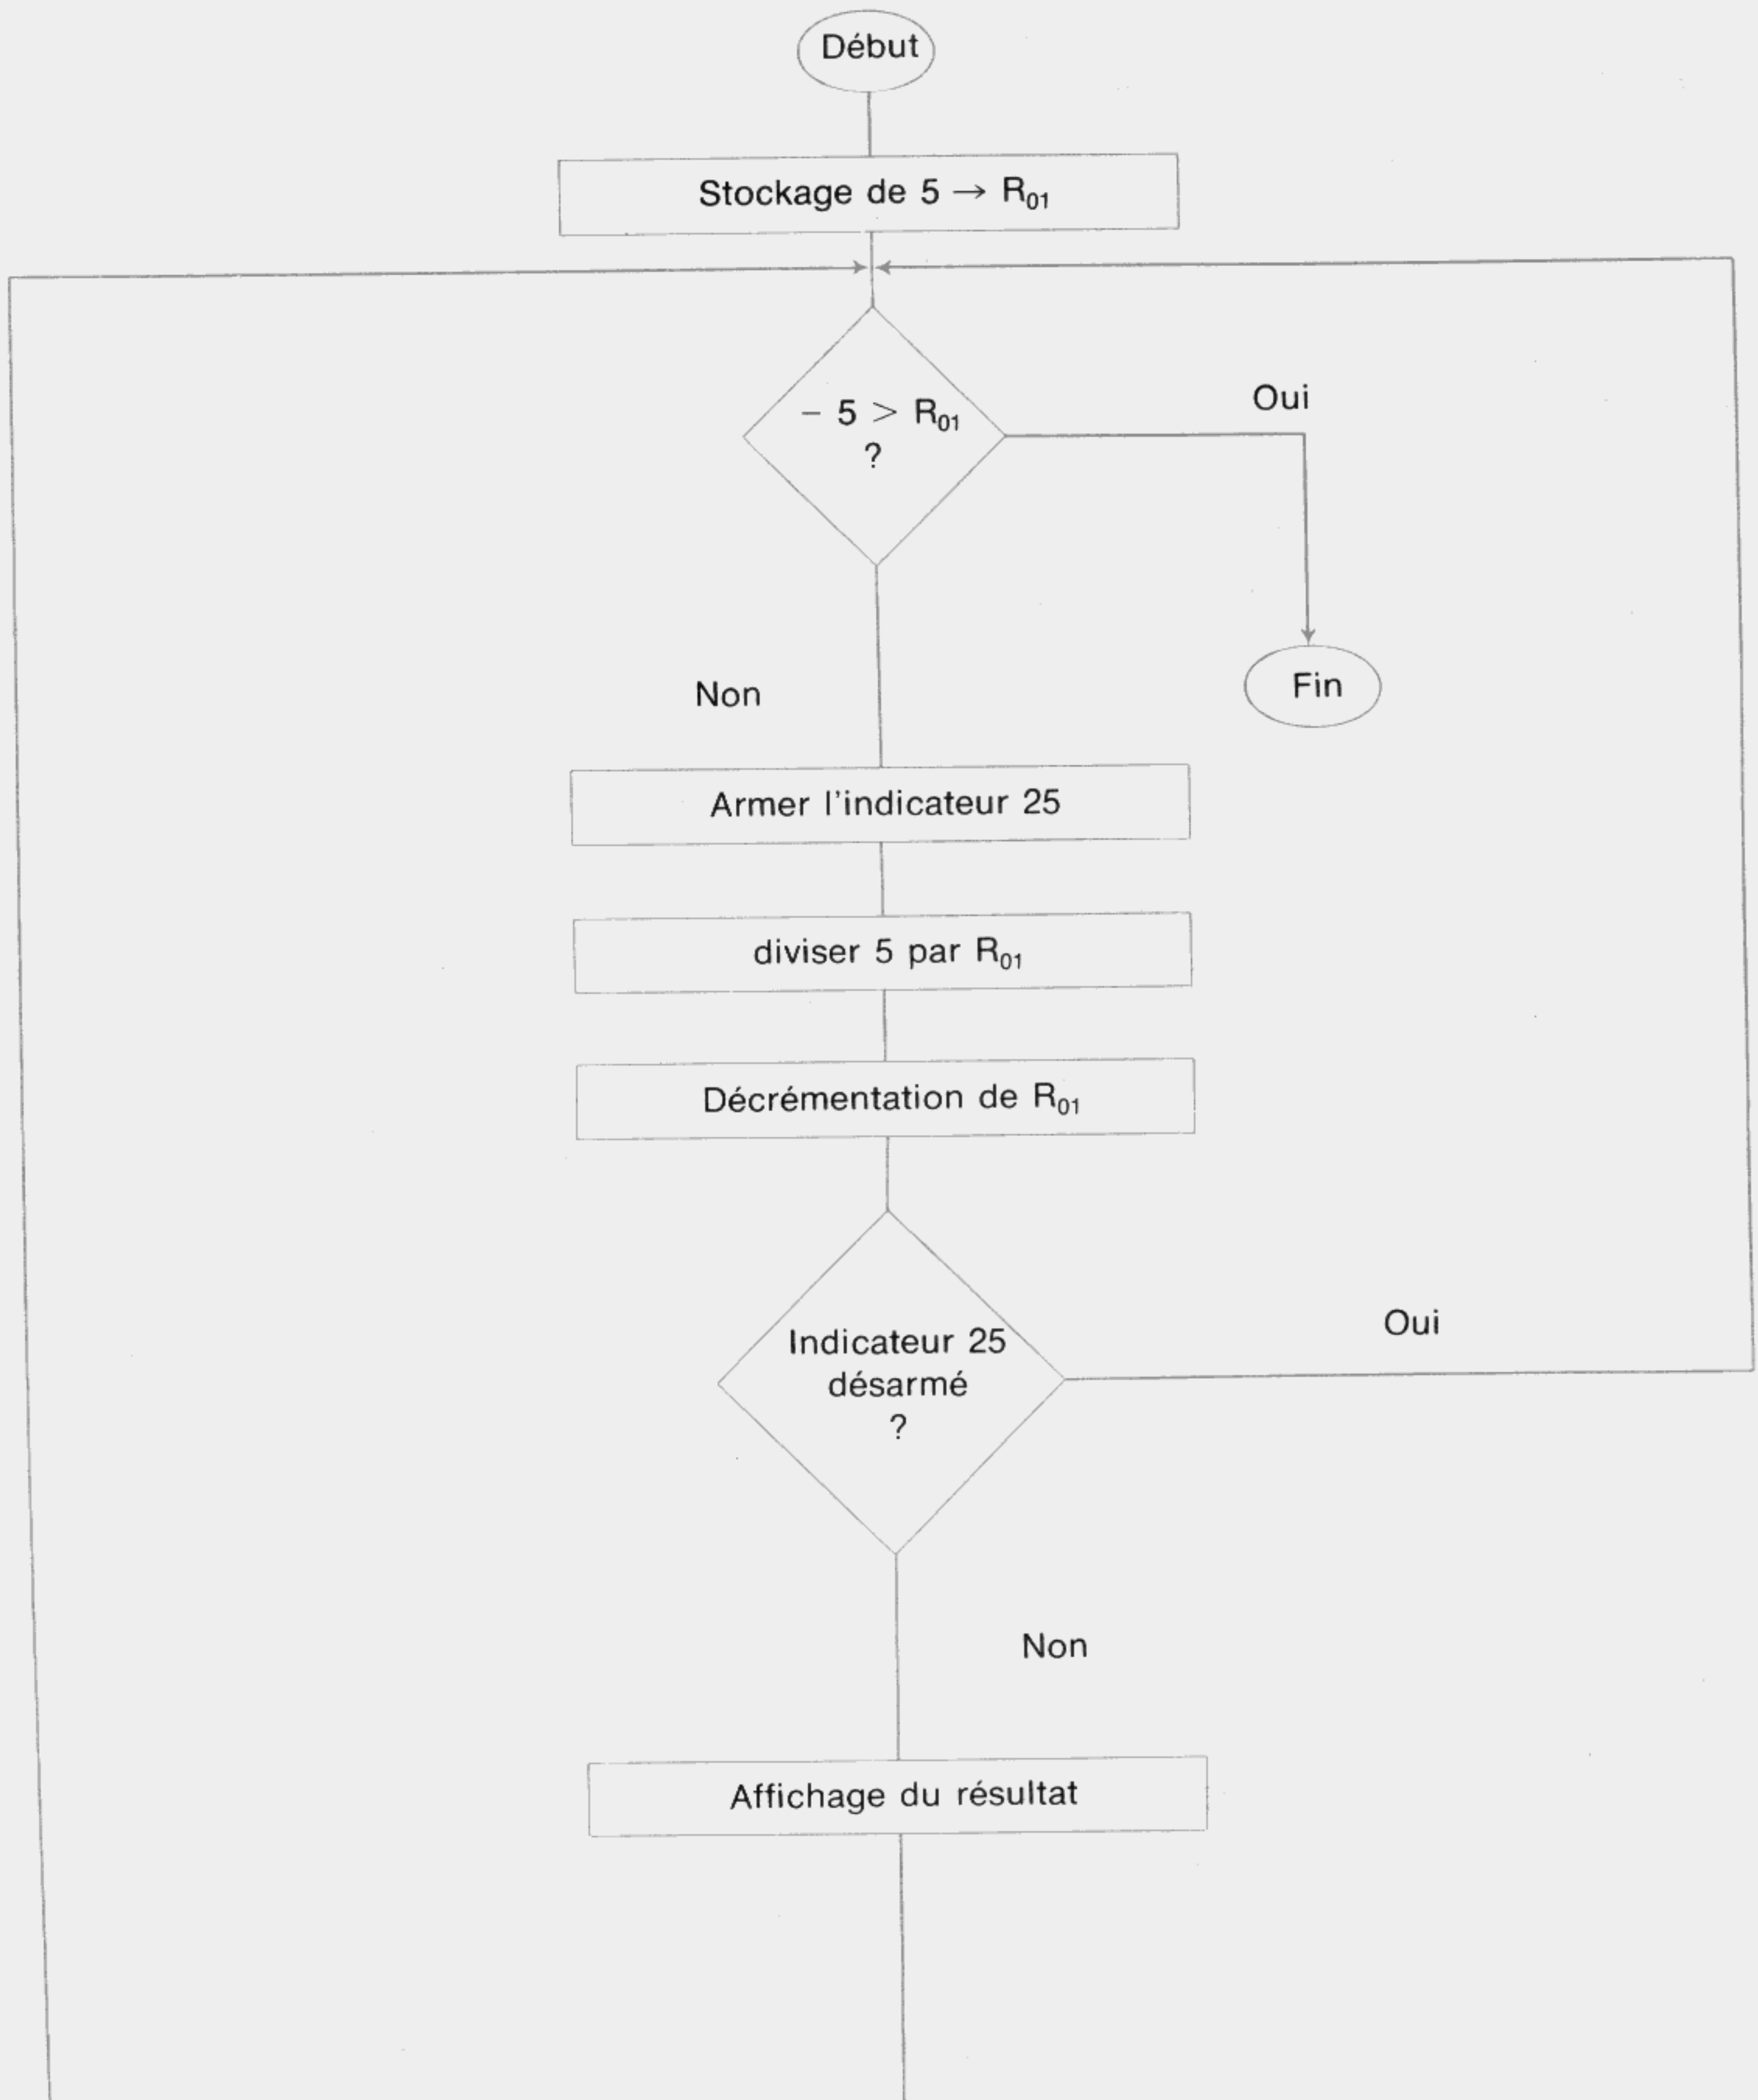 Début
Stockage de 5 → R₀₁
– 5 > R₀₁
?
Oui
Non
Fin
Armer l'indicateur 25
diviser 5 par R₀₁
Décrémentation de R₀₁
Indicateur 25
désarmé
?
Oui
Non
Affichage du résultat